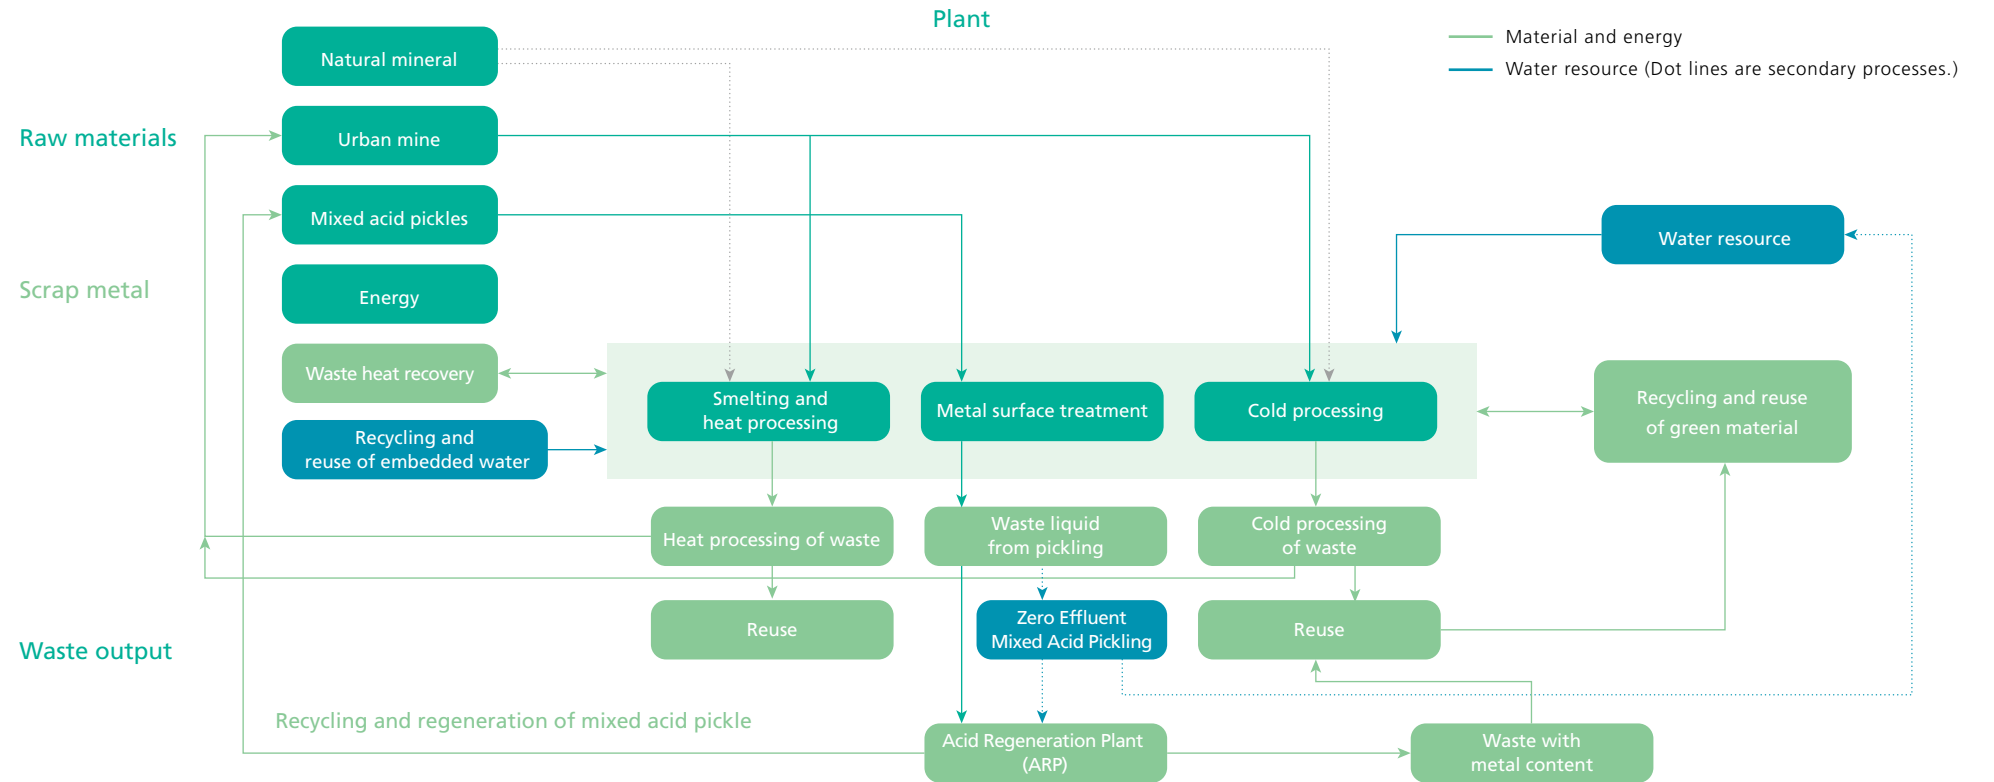 Plant
Material and energy
Water resource (Dot lines are secondary processes.)
Natural mineral
Raw materials
Urban mine
Mixed acid pickles
Water resource
Scrap metal
Energy
Waste heat recovery
Recycling and
reuse of embedded water
Smelting and
heat processing
Metal surface treatment
Cold processing
Recycling and reuse
of green material
Heat processing of waste
Waste liquid
from pickling
Cold processing
of waste
Reuse
Zero Effluent
Mixed Acid Pickling
Reuse
Waste output
Recycling and regeneration of mixed acid pickle
Acid Regeneration Plant
(ARP)
Waste with
metal content